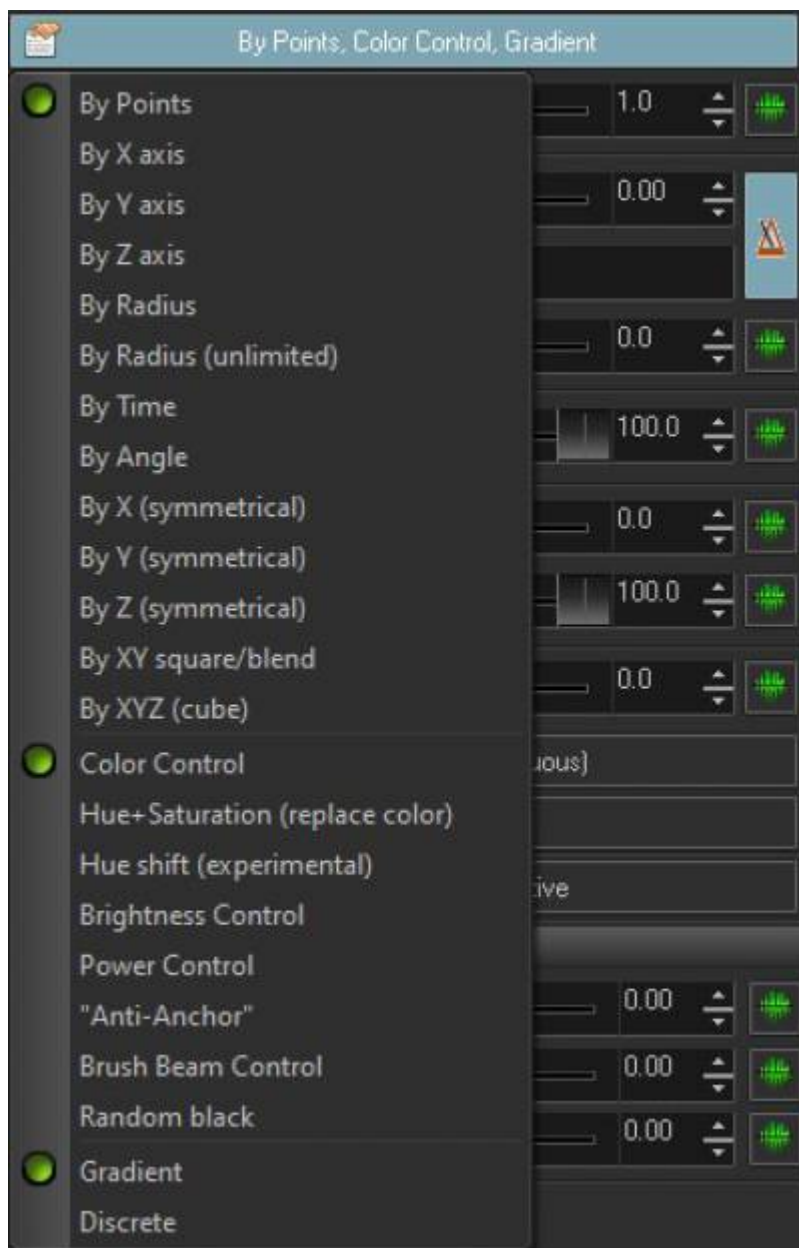 By Points, Color Control, Gradient
By Points
1.0
By X axis
By Y axis
0.00
By Z axis
By Radius
By Radius (unlimited)
0.0
By Time
100.0
By Angle
By X (symmetrical)
0.0
By Y (symmetrical)
By Z (symmetrical)
100.0
By XY square/blend
0.0
By XYZ (cube)
Color Control
uous)
Hue+Saturation (replace color)
Hue shift (experimental)
ive
Brightness Control
Power Control
"Anti-Anchor"
0.00
Brush Beam Control
0.00
Random black
0.00
Gradient
Discrete